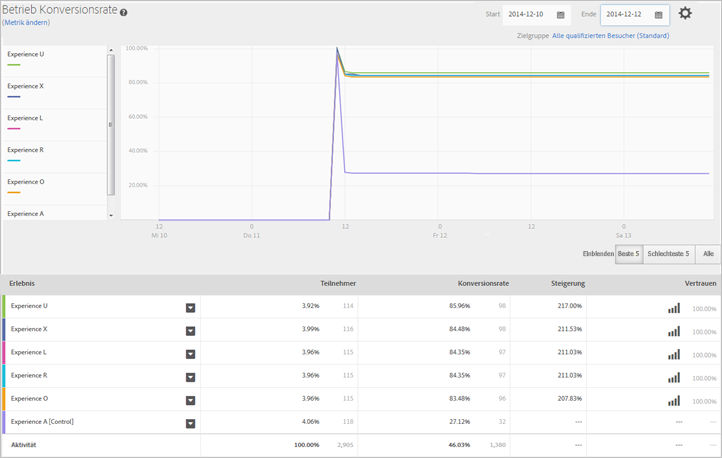 Betrieb Konversionsrate ?
(Metrik ändern)
Start 2014-12-10 Ende 2014-12-12
Zielgruppe Alle qualifizierten Besucher (Standard)
Experience U
Experience X
Experience L
Experience R
Experience O
Experience A
100.00%
80.00%
60.00%
40.00%
20.00%
12 0 12 0 12 0
Mi 10 Do 11 Fr 12 Sa 13
Einblenden Beste 5 Schlechteste 5 Alle
Erlebnis Teilnehmer Konversionsrate Steigerung Vertrauen
Experience U 3.92% 114 85.96% 98 217.00% 100.00%
Experience X 3.99% 116 84.48% 98 211.53% 100.00%
Experience L 3.96% 115 84.35% 97 211.03% 100.00%
Experience R 3.96% 115 84.35% 97 211.03% 100.00%
Experience O 3.96% 115 83.48% 96 207.83% 100.00%
Experience A [Control] 4.06% 118 27.12% 32 --- --- ---
Aktivität 100.00% 2,905 46.03% 1,380 --- --- ---